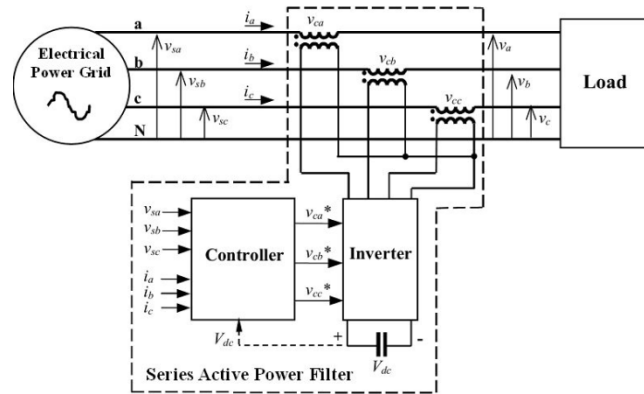 a
i_a
v_ca
Electrical
Power Grid
v_sa
v_a
b
i_b
v_cb
v_sb
v_b
Load
c
i_c
v_cc
v_sc
v_c
N
v_sa
v_sb
v_sc
i_a
i_b
i_c
Controller
v_ca*
v_cb*
v_cc*
Inverter
V_dc
+
-
V_dc
Series Active Power Filter